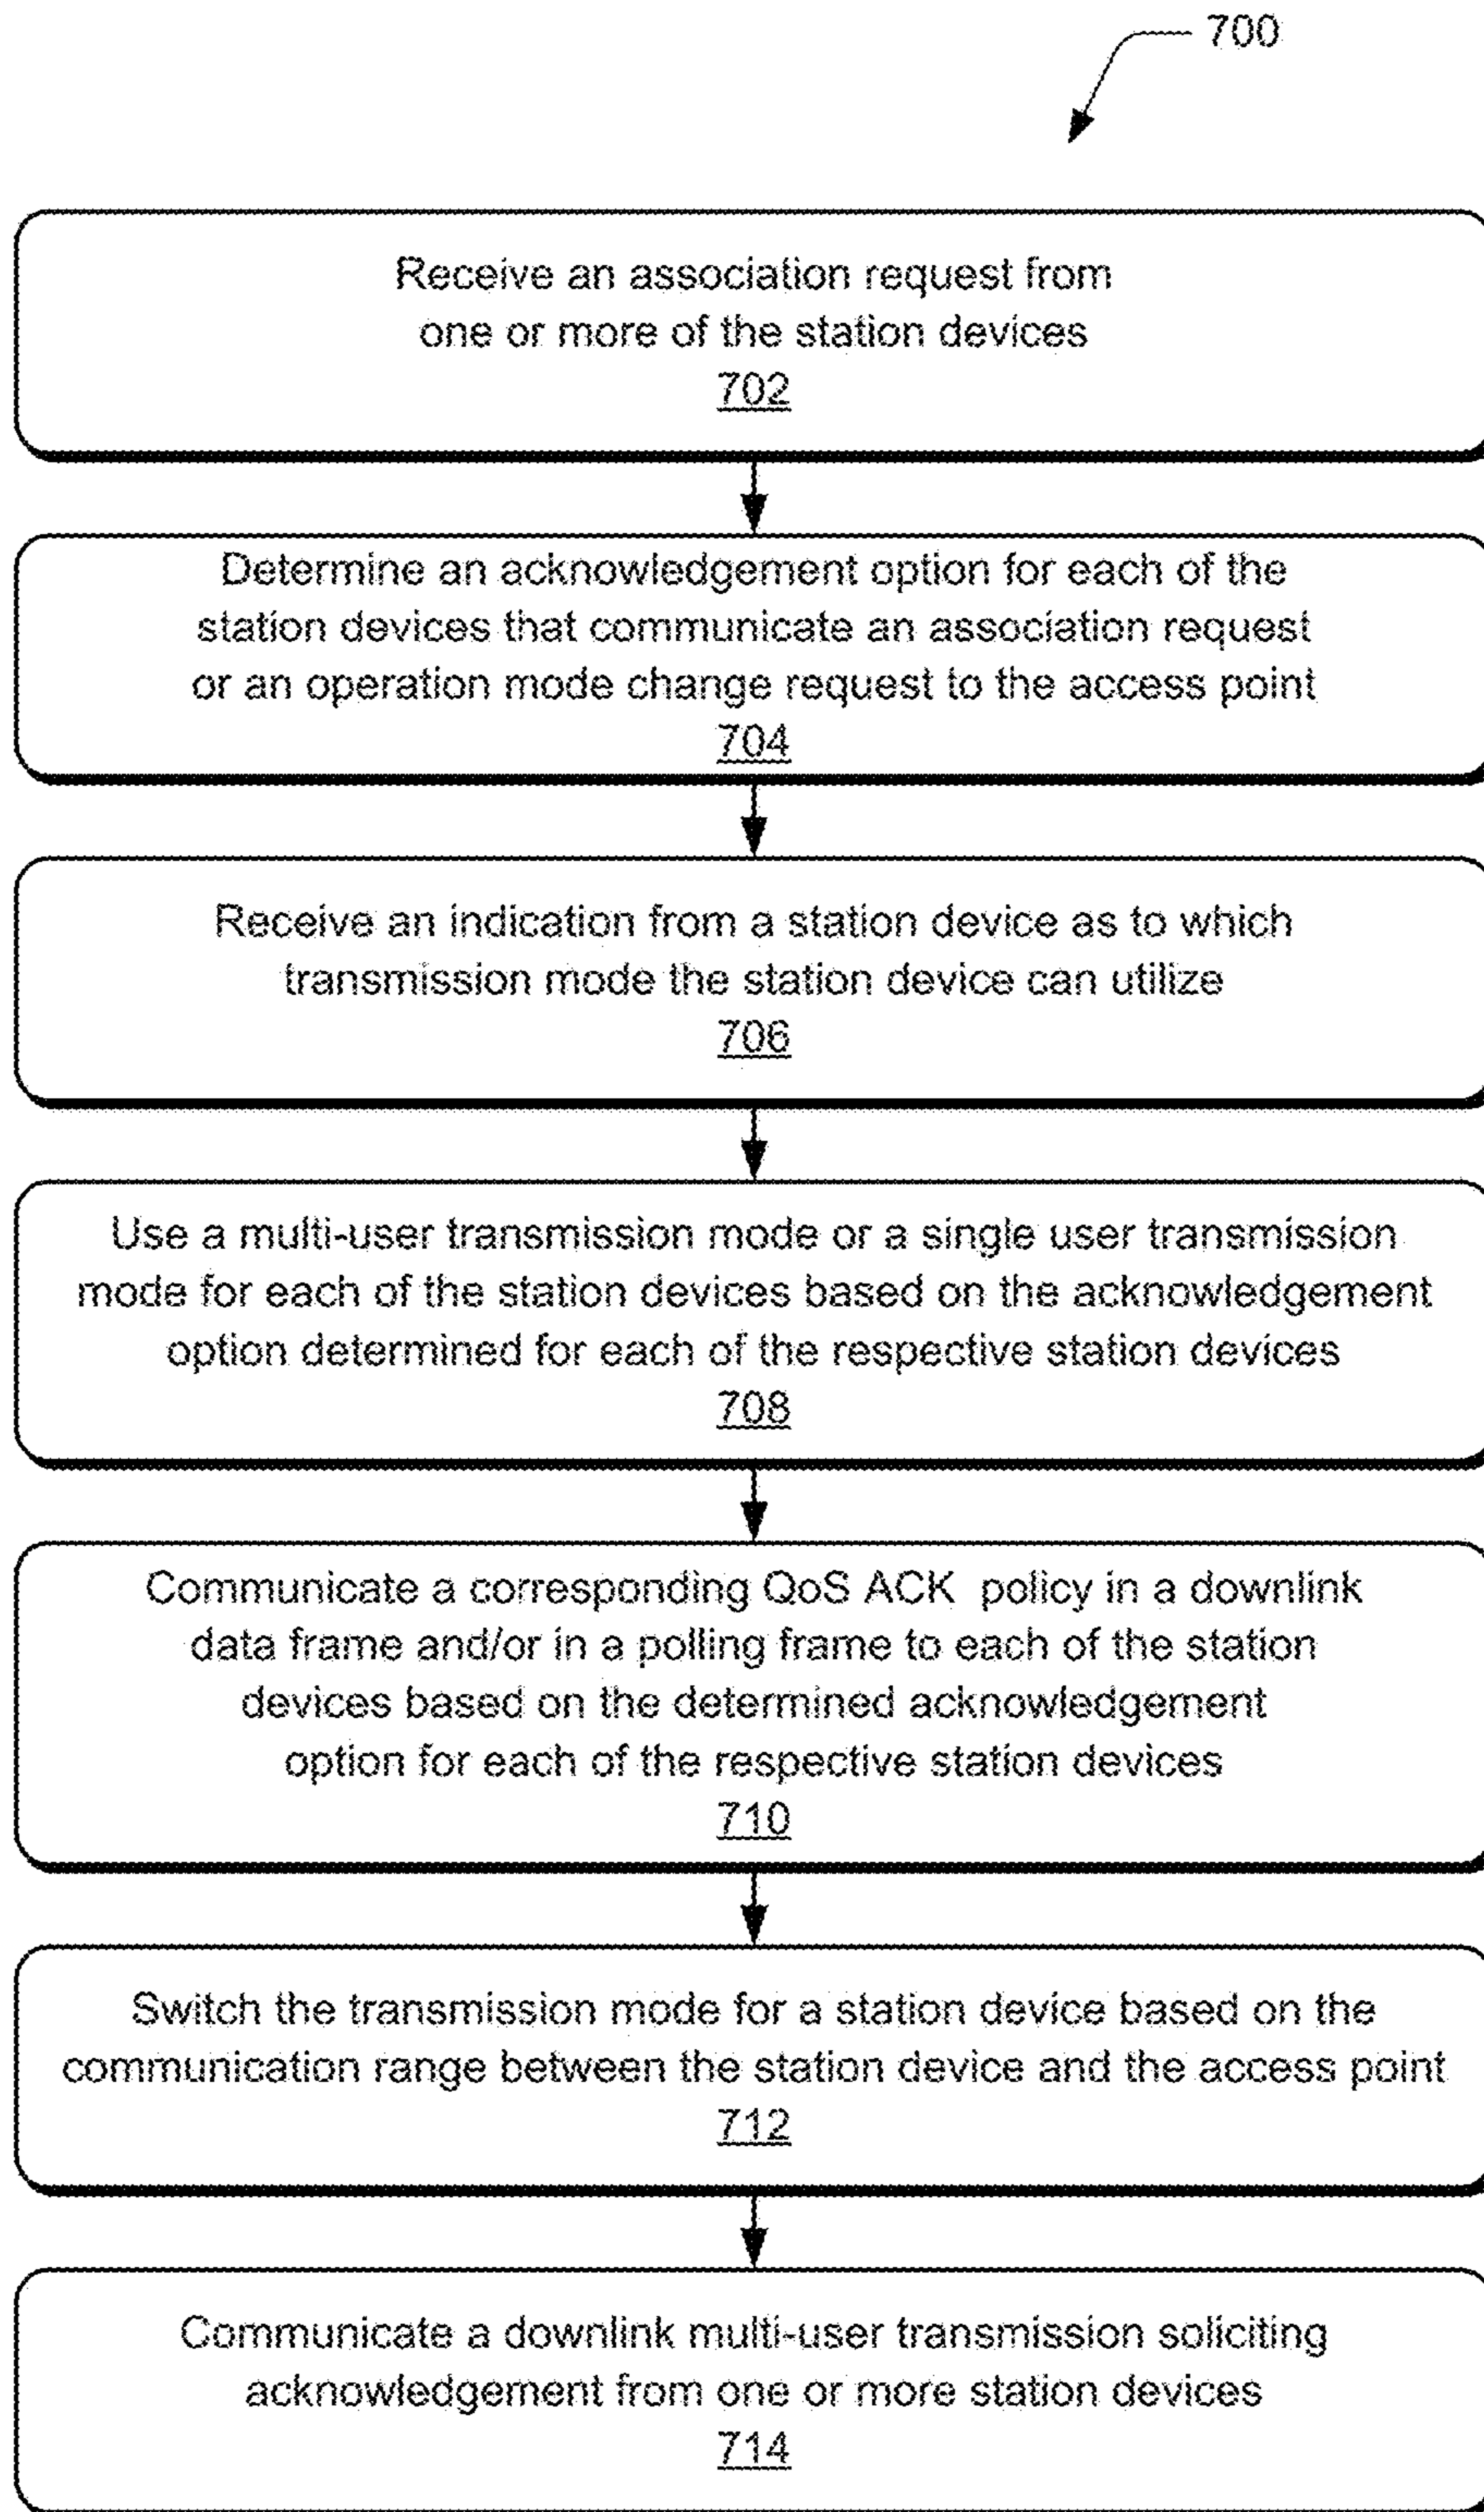 700
Receive an association request from
one or more of the station devices
702
Determine an acknowledgement option for each of the
station devices that communicate an association request
or an operation mode change request to the access point
704
Receive an indication from a station device as to which
transmission mode the station device can utilize
706
Use a multi-user transmission mode or a single user transmission
mode for each of the station devices based on the acknowledgement
option determined for each of the respective station devices
708
Communicate a corresponding QoS ACK policy in a downlink
data frame and/or in a polling frame to each of the station
devices based on the determined acknowledgement
option for each of the respective station devices
710
Switch the transmission mode for a station device based on the
communication range between the station device and the access point
712
Communicate a downlink multi-user transmission soliciting
acknowledgement from one or more station devices
714